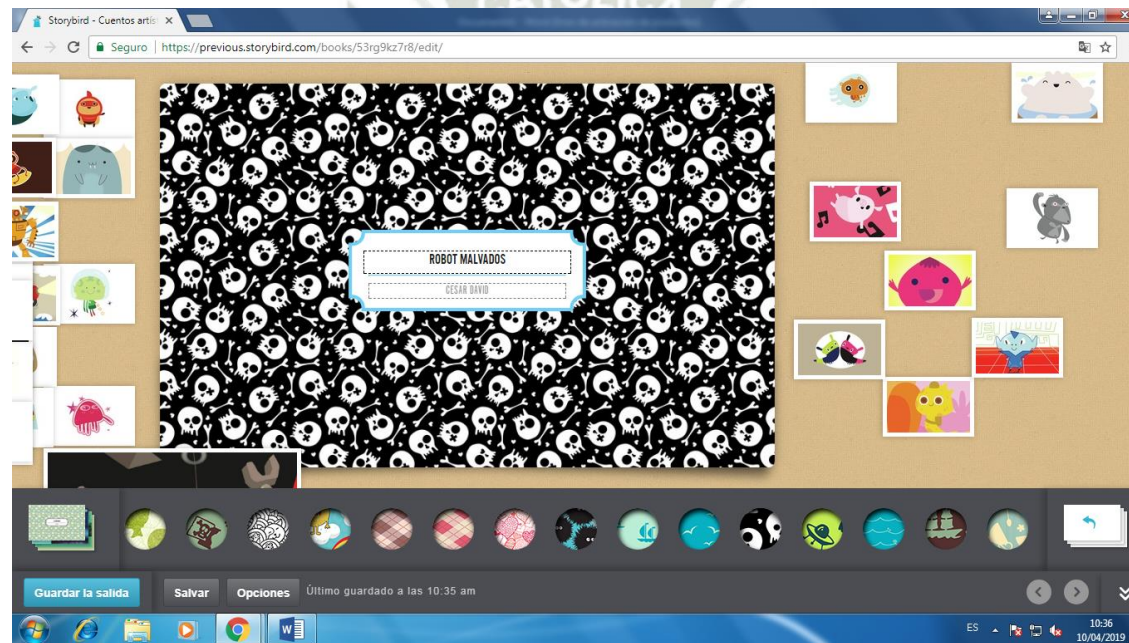 CATÓLICA
Storybird - Cuentos artís
Seguro | https://previous.storybird.com/books/53rg9kz7r8/edit/
ROBOT MALVADOS
CESAR DAVID
Guardar la salida
Salvar
Opciones
Último guardado a las 10:35 am
ES
10:36
10/04/2019